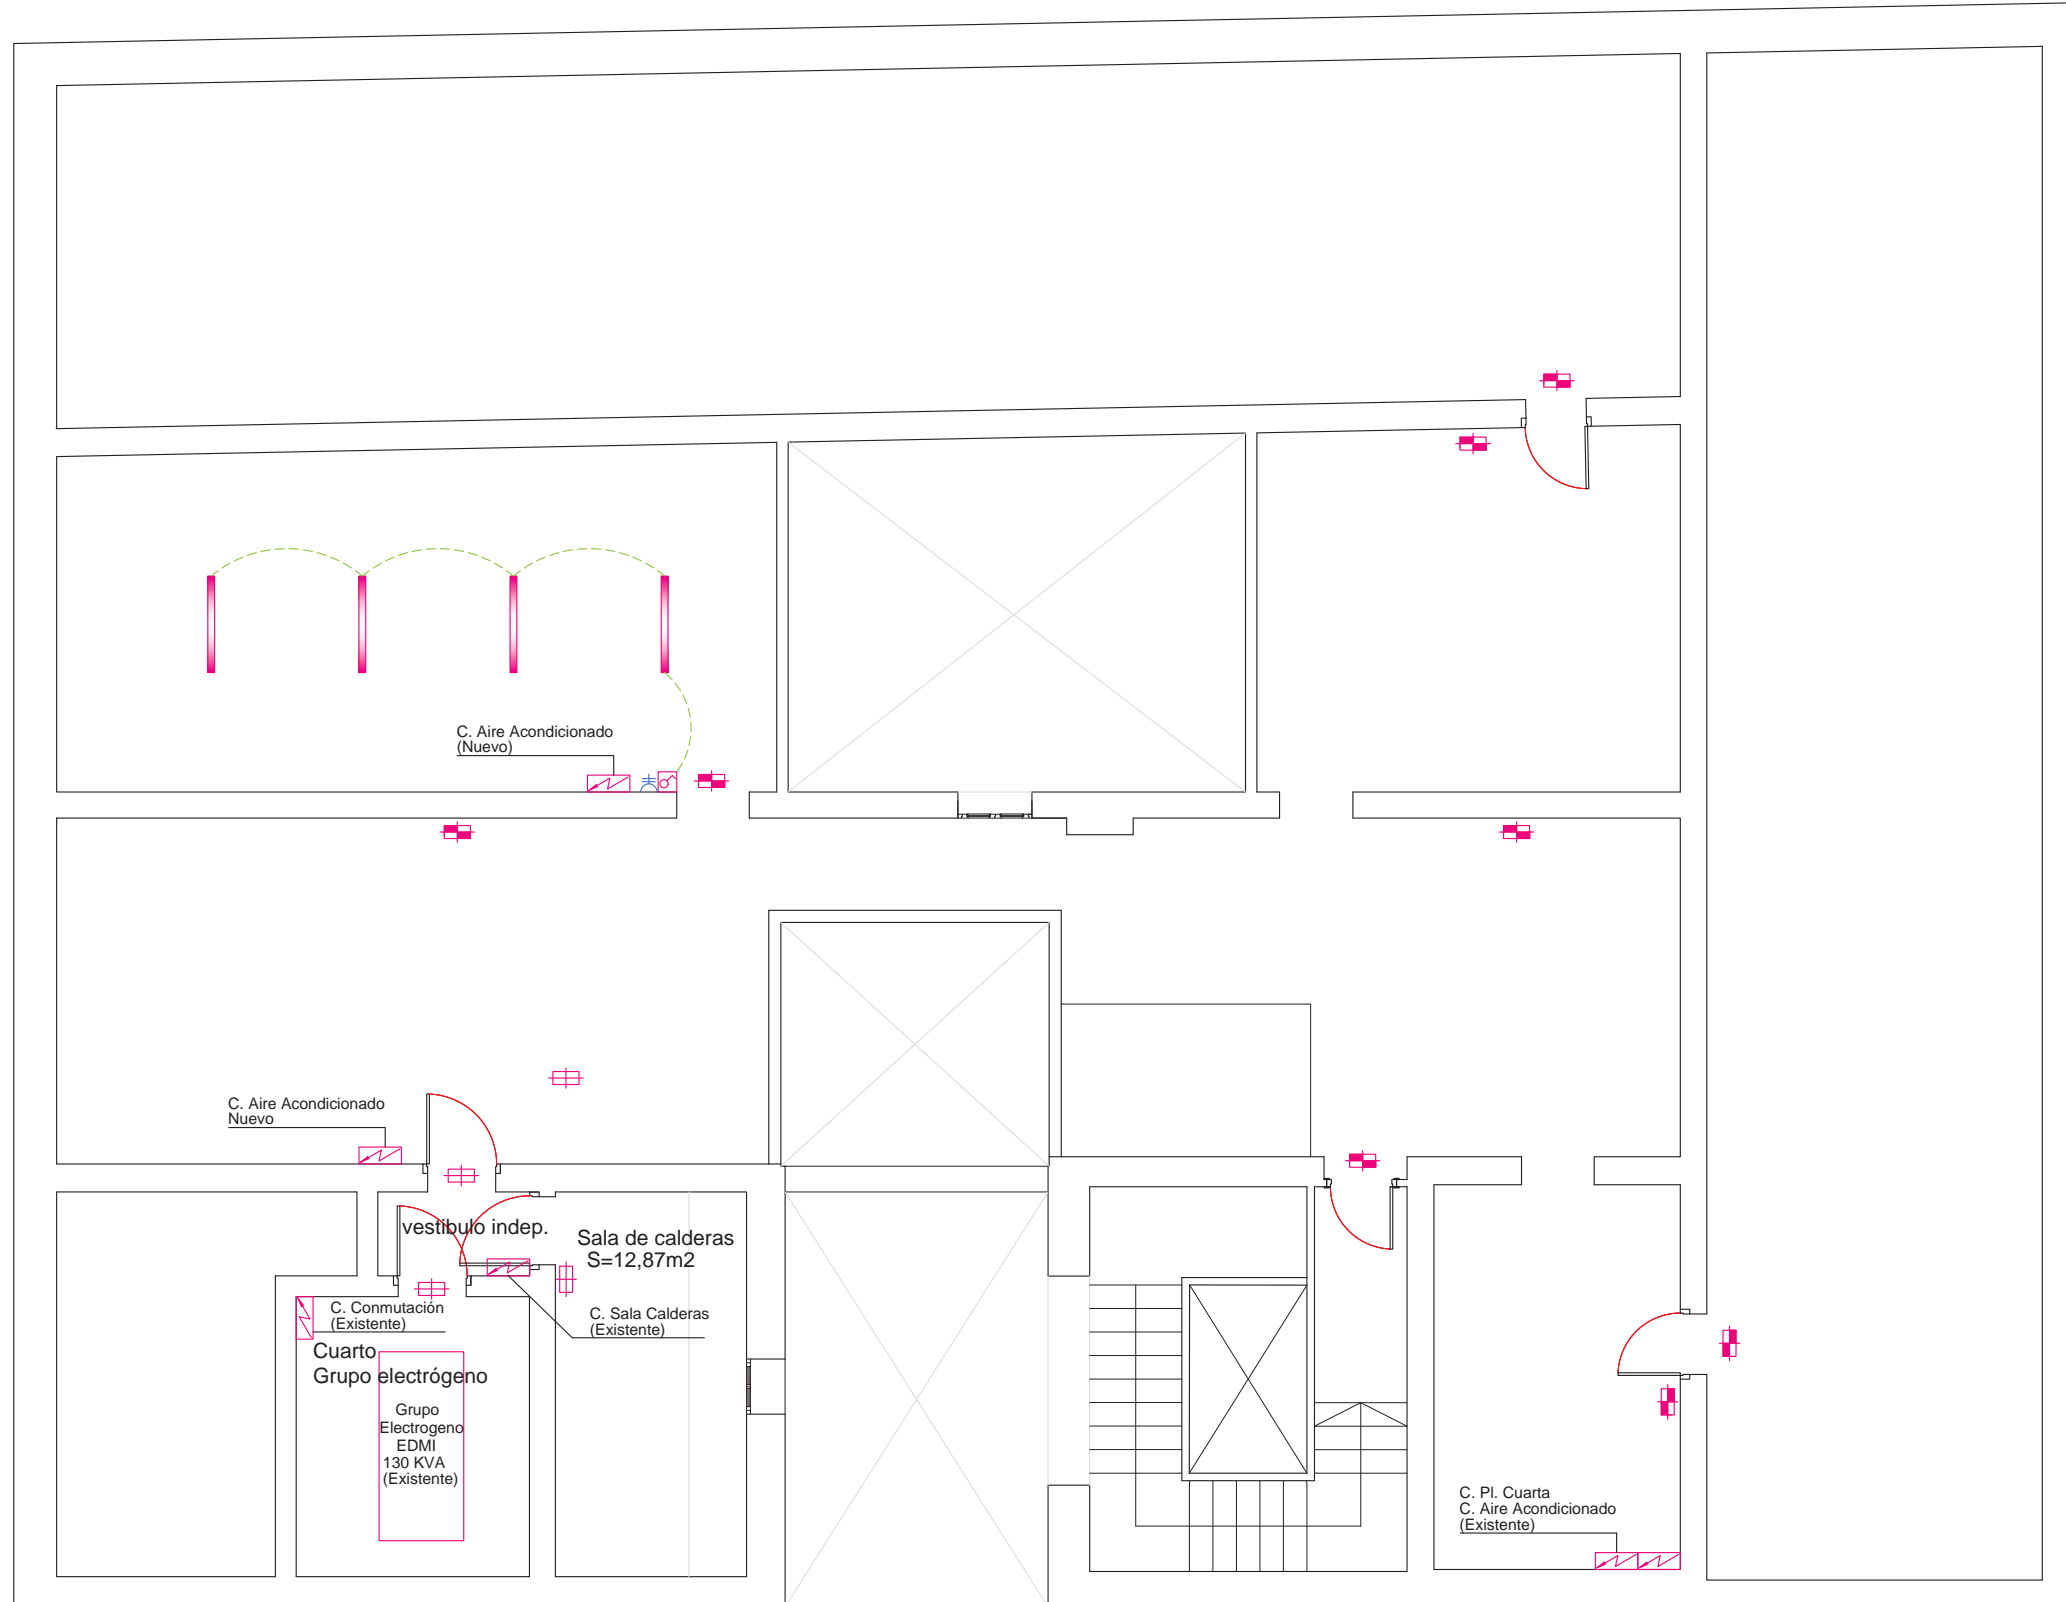 C. Aire Acondicionado
(Nuevo)
C. Aire Acondicionado
Nuevo
vestibulo indep.
Sala de calderas
S=12,87m2
C. Conmutación
(Existente)
C. Sala Calderas
(Existente)
Cuarto
Grupo electrógeno
Grupo
Electrogeno
EDMI
130 KVA
(Existente)
C. Pl. Cuarta
C. Aire Acondicionado
(Existente)